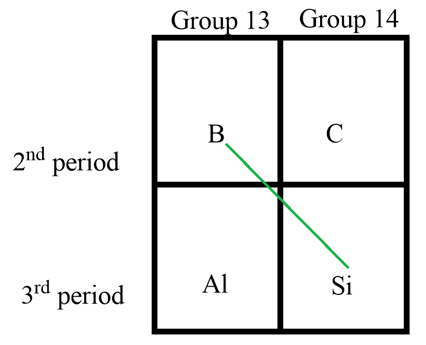 Group 13 Group 14
2nd period B C
3rd period Al Si